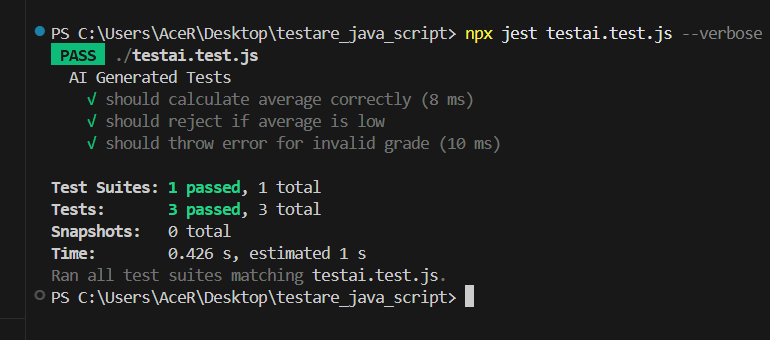 PS C:\Users\AceR\Desktop\testare_java_script> npx jest testai.test.js --verbose
PASS ./testai.test.js
AI Generated Tests
√ should calculate average correctly (8 ms)
√ should reject if average is low
√ should throw error for invalid grade (10 ms)
Test Suites: 1 passed, 1 total
Tests: 3 passed, 3 total
Snapshots: 0 total
Time: 0.426 s, estimated 1 s
Ran all test suites matching testai.test.js.
PS C:\Users\AceR\Desktop\testare_java_script>